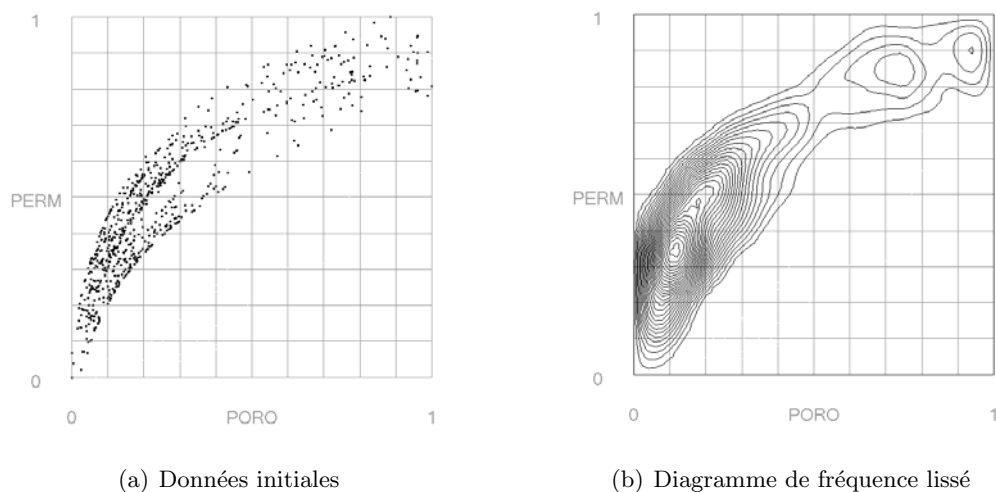 1
PERM
0
0
PORO
1
(a) Données initiales
1
PERM
0
0
PORO
1
(b) Diagramme de fréquence lissé